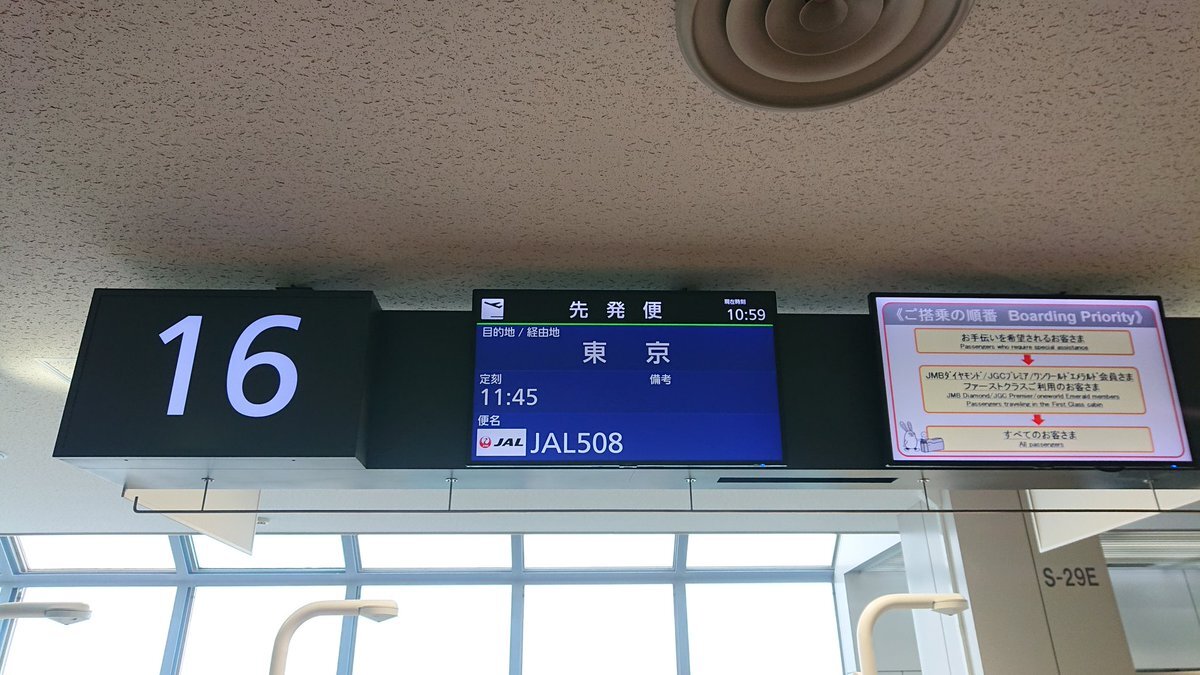 16
先発便
現在時刻
10:59
目的地 / 経由地
東京
定刻
備考
11:45
便名
JAL JAL508
《ご搭乗の順番 Boarding Priority》
お手伝いを希望されるお客さま
Passengers who require special assistance
JMBダイヤモンド/JGCプレミア/ワンワールドエメラルド会員さま
ファーストクラスご利用のお客さま
JMB Diamond/JGC Premier/oneworld Emerald members
Passengers traveling in the First Class cabin
すべてのお客さま
All passengers
S-29E